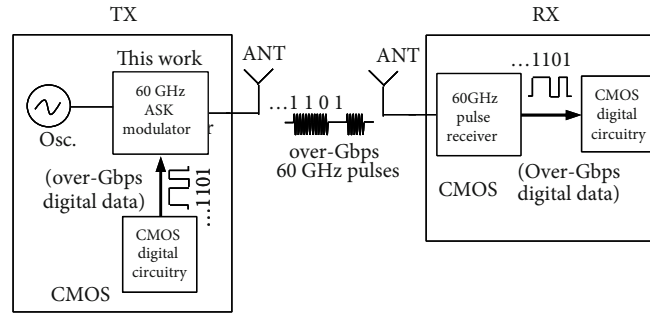 TX
This work
Osc.
60 GHz
ASK
modulator
r
ANT
(over-Gbps
digital data)
...1101
CMOS
digital
circuitry
CMOS
...1 1 0 1
over-Gbps
60 GHz pulses
RX
ANT
60GHz
pulse
receiver
...1101
CMOS
digital
circuitry
(Over-Gbps
digital data)
CMOS